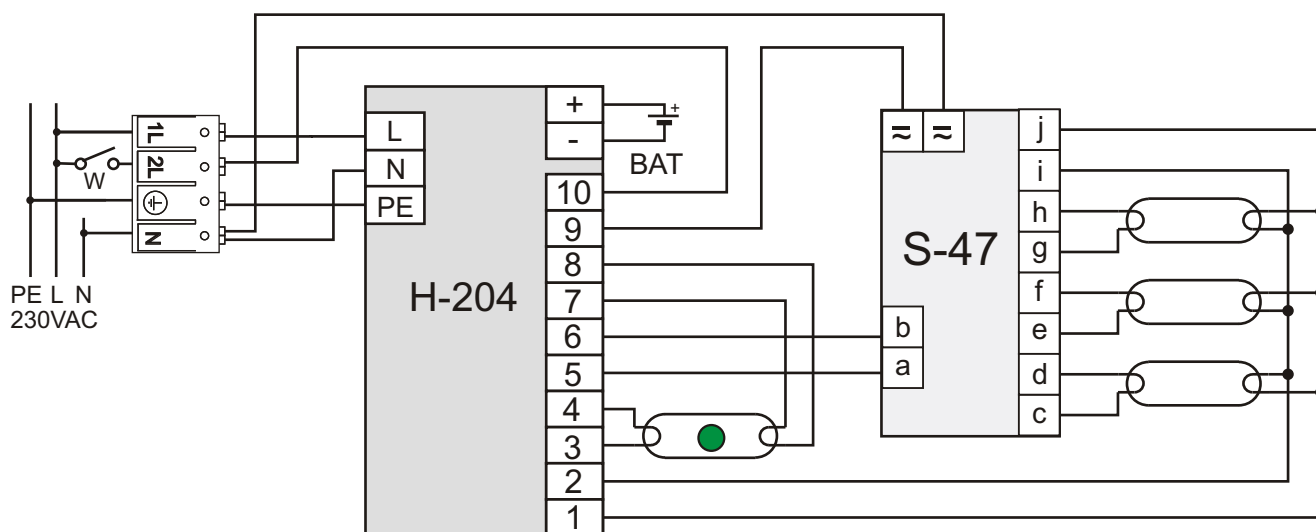 1L
2L
N
W
PE L N
230VAC
L
N
PE
H-204
+
-
+
BAT
10
9
8
7
6
5
4
3
2
1
≂ ≂
S-47
b
a
j
i
h
g
f
e
d
c